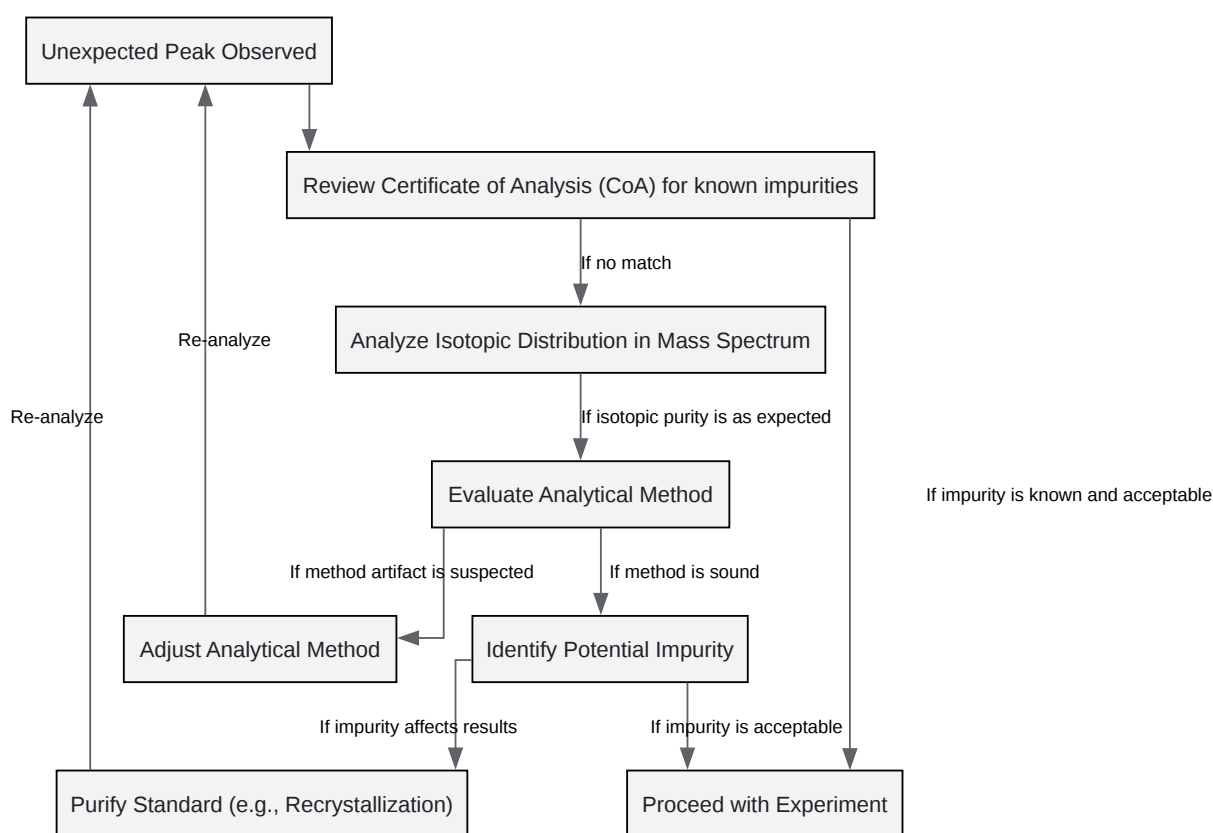 Unexpected Peak Observed
Review Certificate of Analysis (CoA) for known impurities
If no match
Re-analyze
Analyze Isotopic Distribution in Mass Spectrum
Re-analyze
If isotopic purity is as expected
Evaluate Analytical Method
If impurity is known and acceptable
If method artifact is suspected
If method is sound
Adjust Analytical Method
Identify Potential Impurity
If impurity affects results
If impurity is acceptable
Purify Standard (e.g., Recrystallization)
Proceed with Experiment